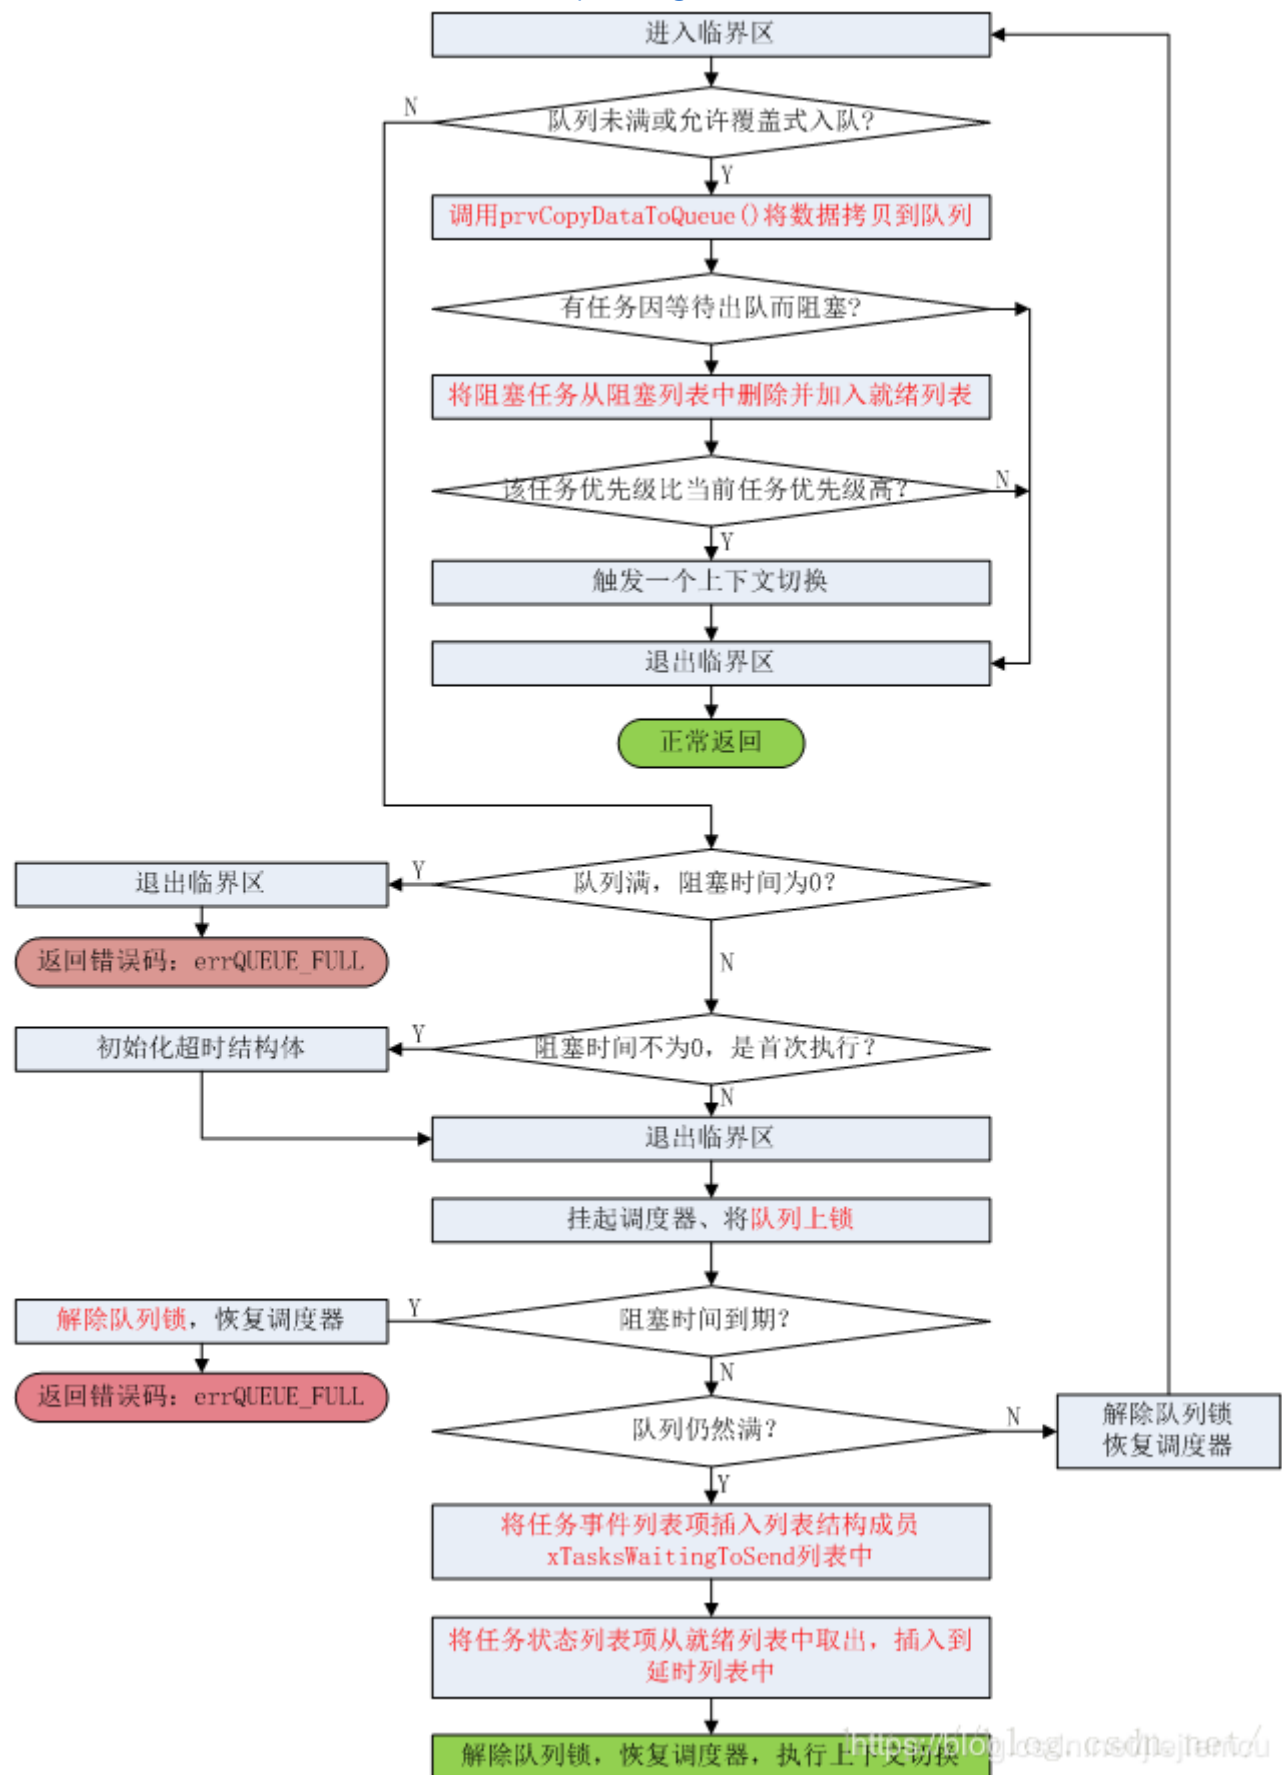 进入临界区
N
队列未满或允许覆盖式入队?
Y
调用prvCopyDataToQueue()将数据拷贝到队列
有任务因等待出队而阻塞?
将阻塞任务从阻塞列表中删除并加入就绪列表
该任务优先级比当前任务优先级高?
N
Y
触发一个上下文切换
退出临界区
正常返回
退出临界区
Y
队列满, 阻塞时间为0?
返回错误码: errQUEUE_FULL
N
初始化超时结构体
Y
阻塞时间不为0, 是首次执行?
N
退出临界区
挂起调度器、将队列上锁
解除队列锁, 恢复调度器
Y
阻塞时间到期?
返回错误码: errQUEUE_FULL
N
队列仍然满?
N
解除队列锁
恢复调度器
Y
将任务事件列表项插入列表结构成员
xTasksWaitingToSend列表中
将任务状态列表项从就绪列表中取出, 插入到
延时列表中
解除队列锁, 恢复调度器, 执行上下文切换